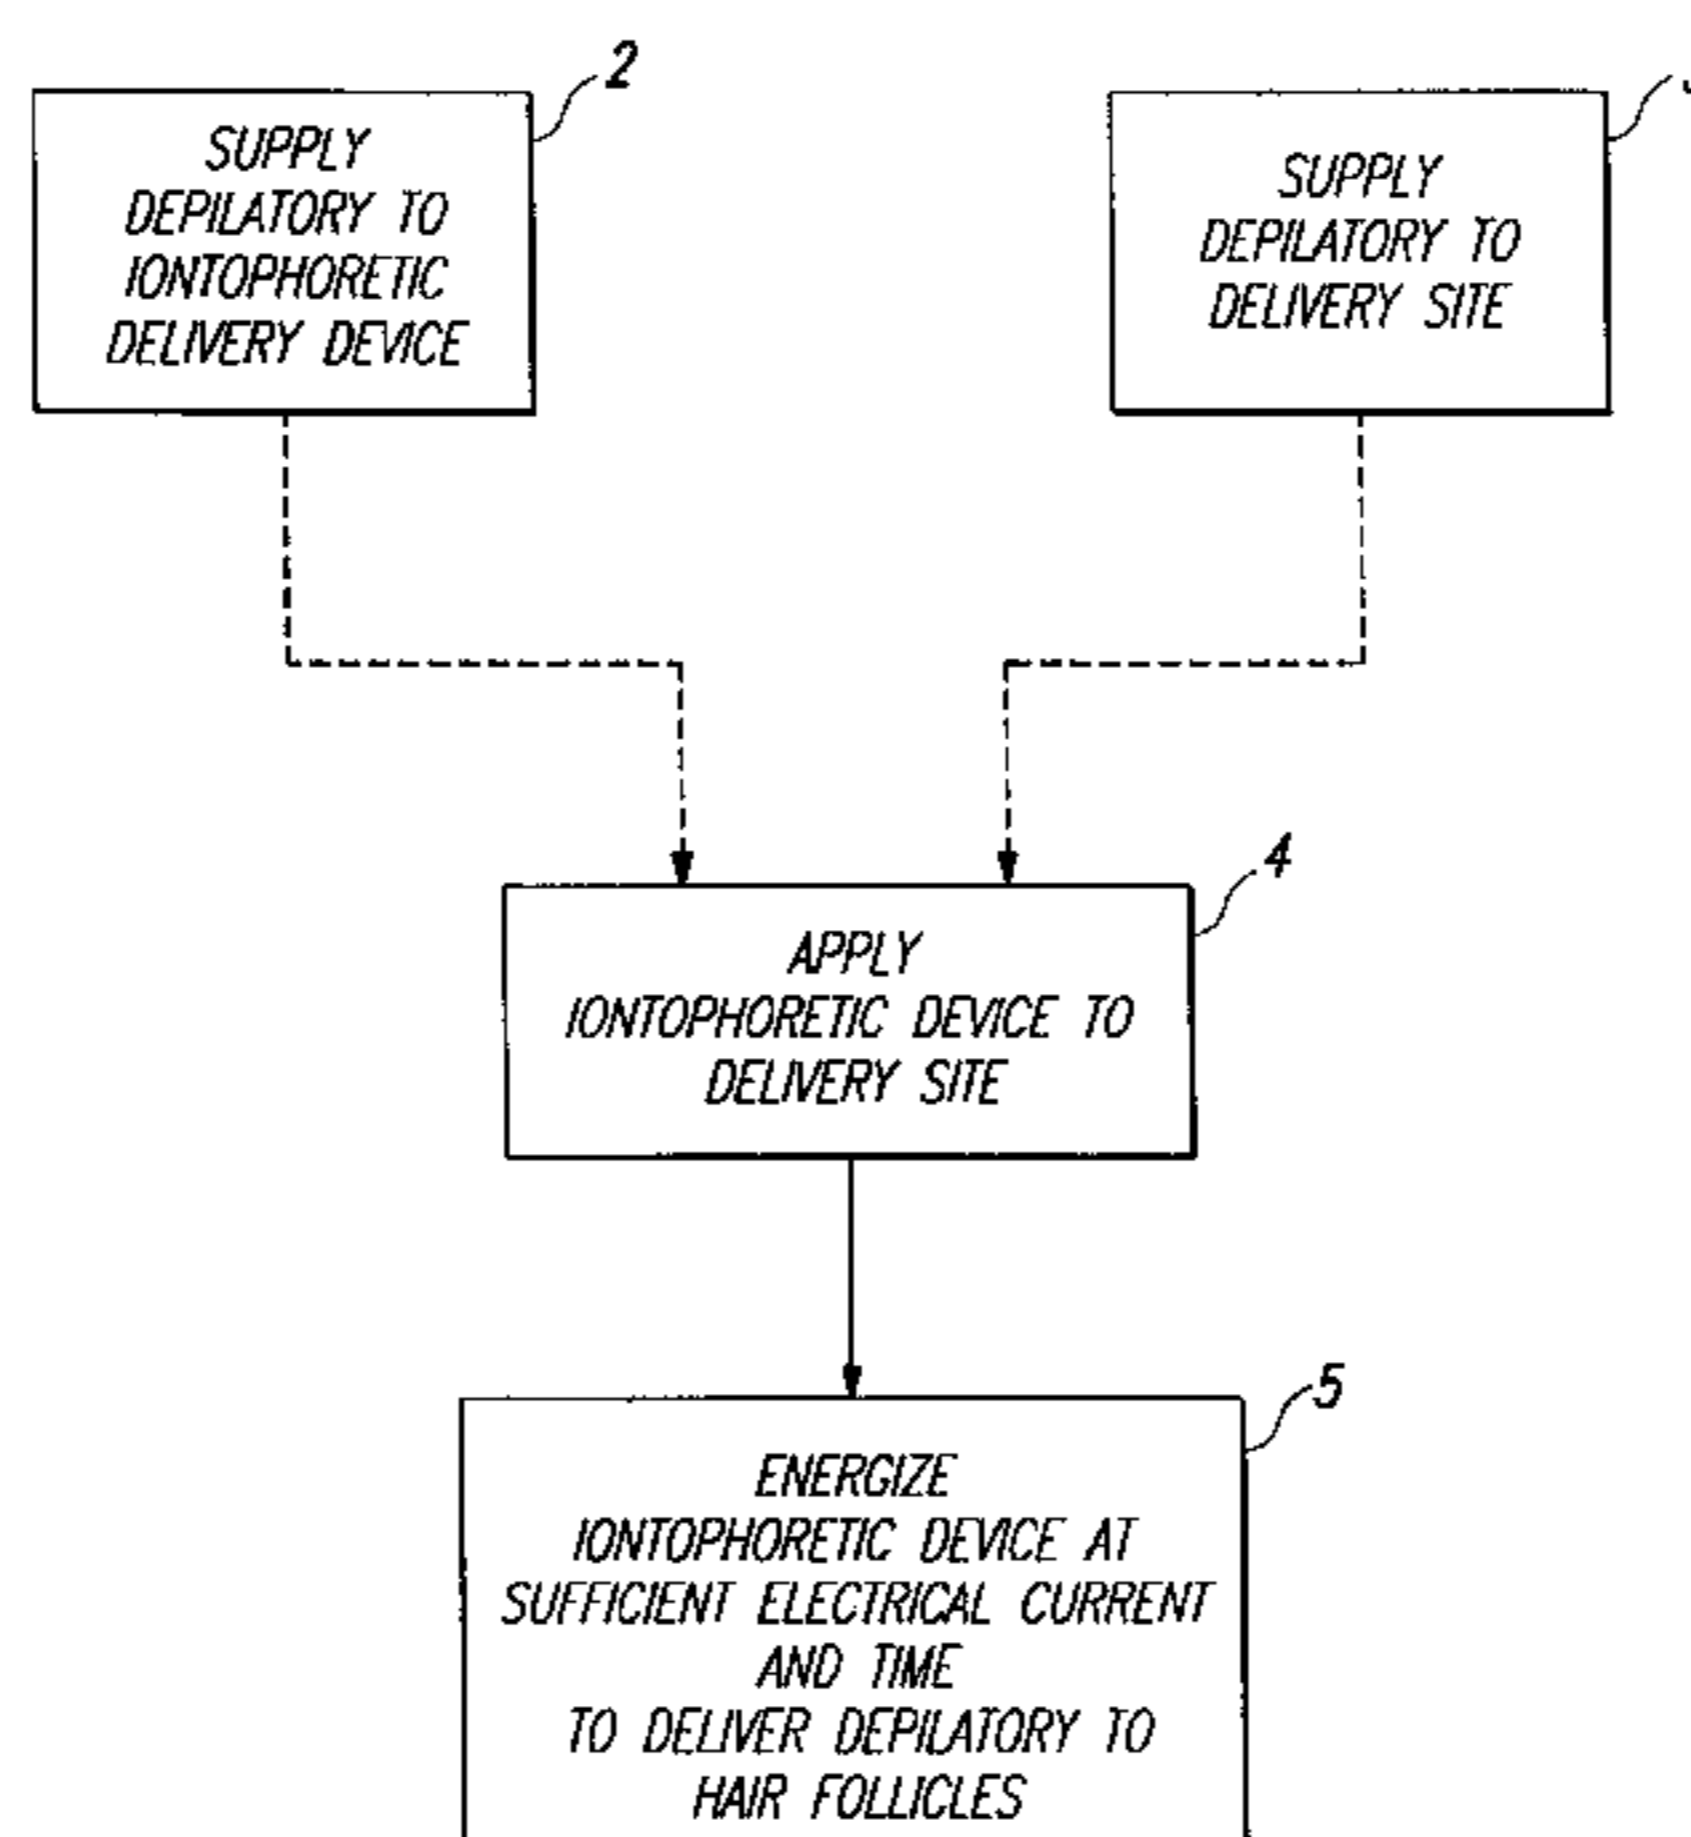 2
SUPPLY
DEPILATORY TO
IONTOPHORETIC
DELIVERY DEVICE
SUPPLY
DEPILATORY TO
DELIVERY SITE
4
APPLY
IONTOPHORETIC DEVICE TO
DELIVERY SITE
5
ENERGIZE
IONTOPHORETIC DEVICE AT
SUFFICIENT ELECTRICAL CURRENT
AND TIME
TO DELIVER DEPILATORY TO
HAIR FOLLICLES